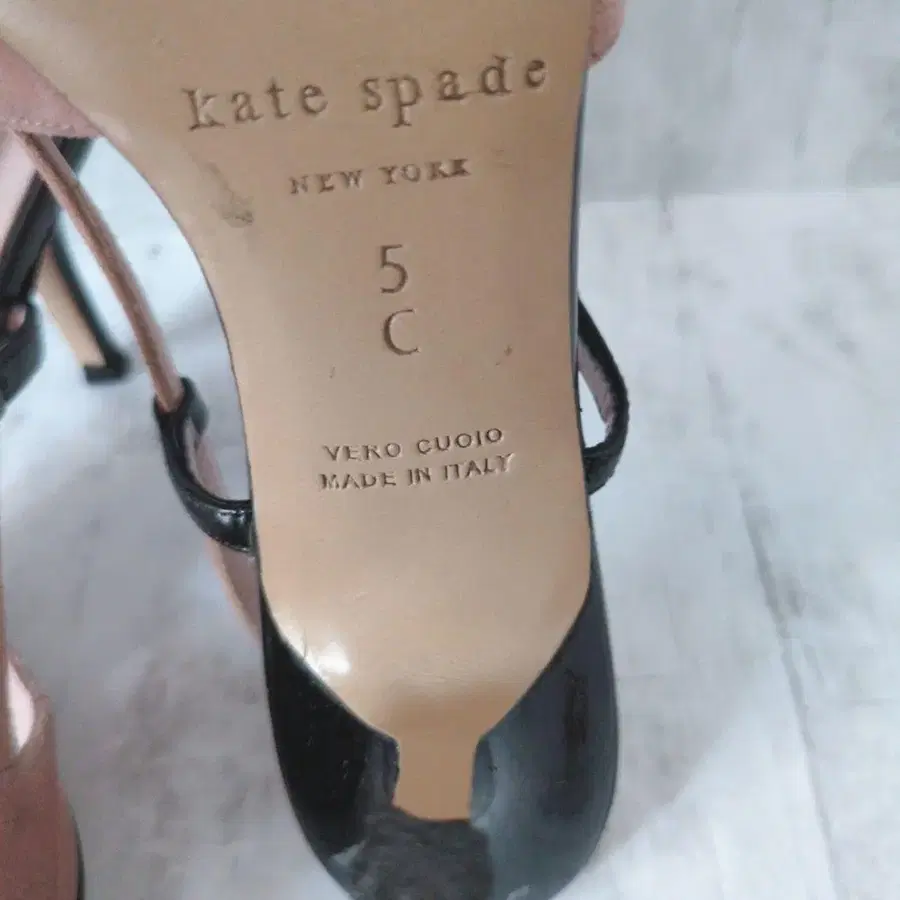 kate spade
NEW YORK
5
C
VERO CUOIO
MADE IN ITALY